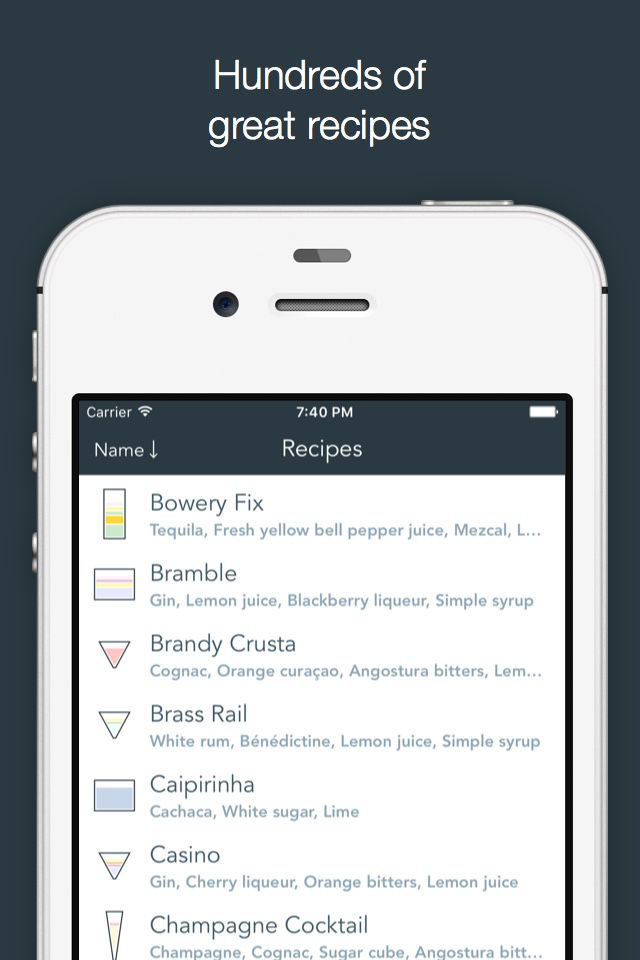 Hundreds of
great recipes
Carrier 7:40 PM
Name↓ Recipes
Bowery Fix
Tequila, Fresh yellow bell pepper juice, Mezcal, L...
Bramble
Gin, Lemon juice, Blackberry liqueur, Simple syrup
Brandy Crusta
Cognac, Orange curaçao, Angostura bitters, Lem...
Brass Rail
White rum, Bénédictine, Lemon juice, Simple syrup
Caipirinha
Cachaca, White sugar, Lime
Casino
Gin, Cherry liqueur, Orange bitters, Lemon juice
Champagne Cocktail
Champagne, Cognac, Sugar cube, Angostura bitt...